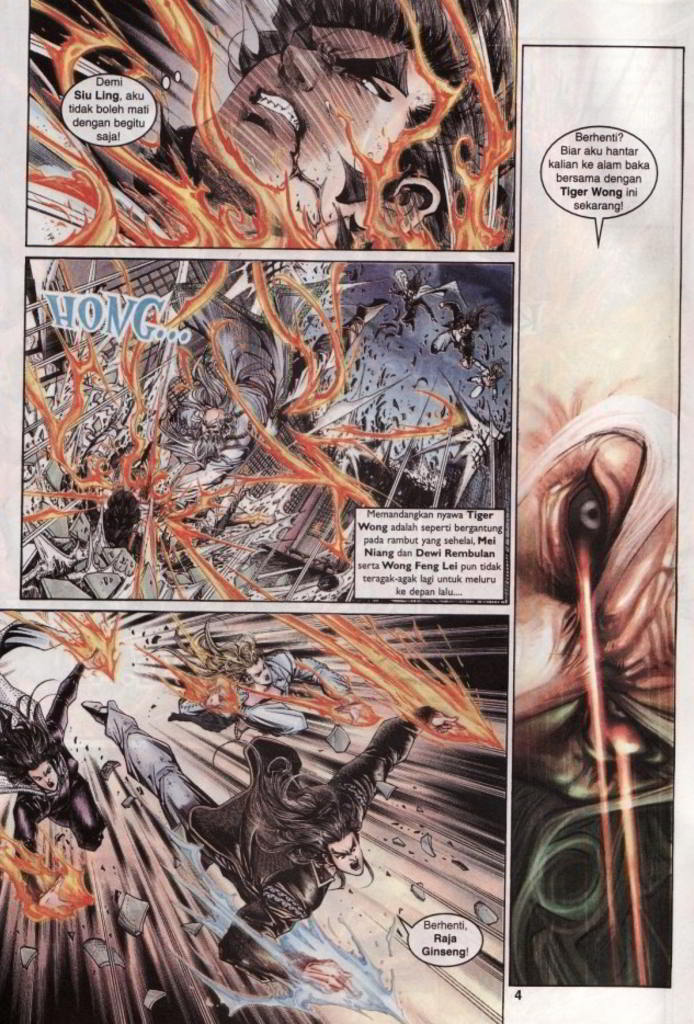 Demi
Siu Ling, aku
tidak boleh mati
dengan begitu
saja!
HONG...
Memandangkan nyawa Tiger
Wong adalah seperti bergantung
pada rambut yang sehelai, Mei
Niang dan Dewi Rembulan
serta Wong Feng Lei pun tidak
teragak-agak lagi untuk meluru
ke depan lalu....
Berhenti,
Raja
Ginseng!
Berhenti?
Biar aku hantar
kalian ke alam baka
bersama dengan
Tiger Wong ini
sekarang!
4